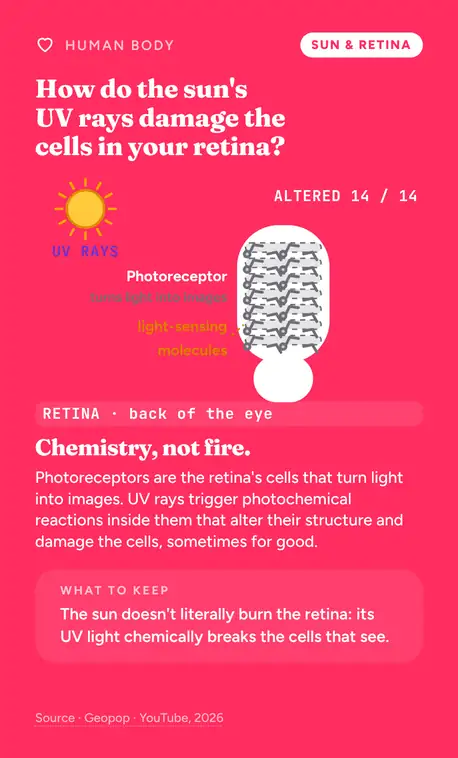 HUMAN BODY
SUN & RETINA
How do the sun's
UV rays damage the
cells in your retina?
ALTERED 14 / 14
UV RAYS
Photoreceptor
turns light into images
light-sensing
molecules
RETINA · back of the eye
Chemistry, not fire.
Photoreceptors are the retina's cells that turn light
into images. UV rays trigger photochemical
reactions inside them that alter their structure and
damage the cells, sometimes for good.
WHAT TO KEEP
The sun doesn't literally burn the retina: its
UV light chemically breaks the cells that see.
Source · Geopop · YouTube, 2026